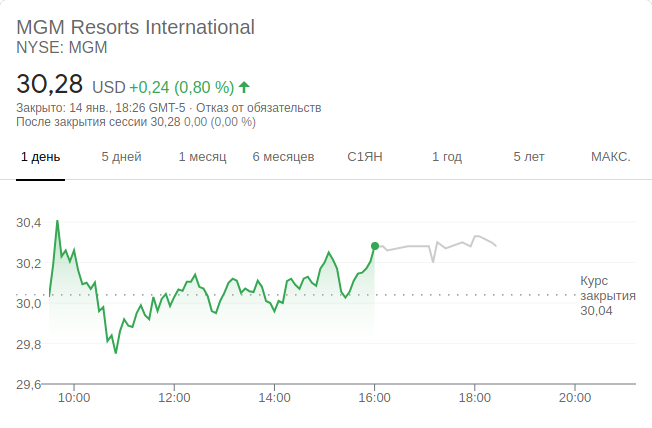 MGM Resorts International
NYSE: MGM
30,28 USD +0,24 (0,80 %)
Закрыто: 14 янв., 18:26 GMT-5 · Отказ от обязательств
После закрытия сессии 30,28 0,00 (0,00 %)
1 день 5 дней 1 месяц 6 месяцев С1ЯН 1 год 5 лет МАКС.
30,4
30,2
30,0
29,8
29,6
Курс
закрытия
30,04
10:00 12:00 14:00 16:00 18:00 20:00